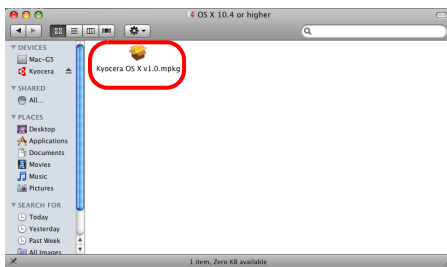 OS X 10.4 or higher
DEVICES
Mac-G5
Kyocera
SHARED
All...
PLACES
Desktop
Applications
Documents
Movies
Music
Pictures
SEARCH FOR
Today
Yesterday
Past Week
All Images
Kyocera OS X v1.0.mpkg
1 item, Zero KB available